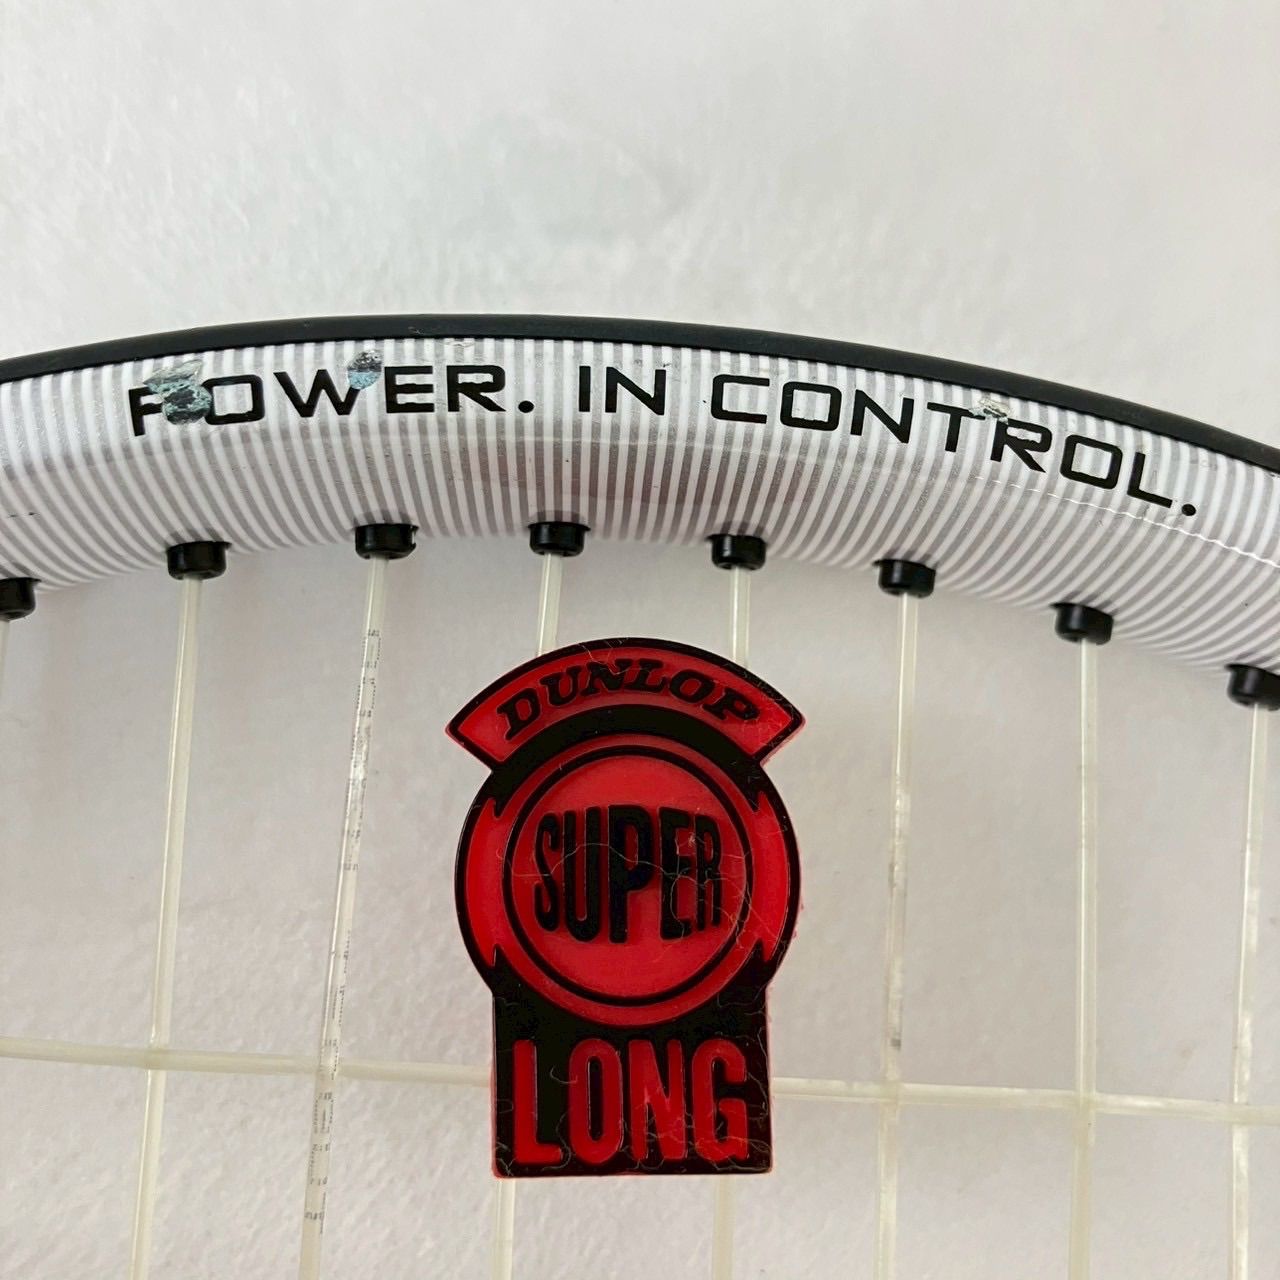 POWER. IN CONTROL.
DUNLOP
SUPER
LONG